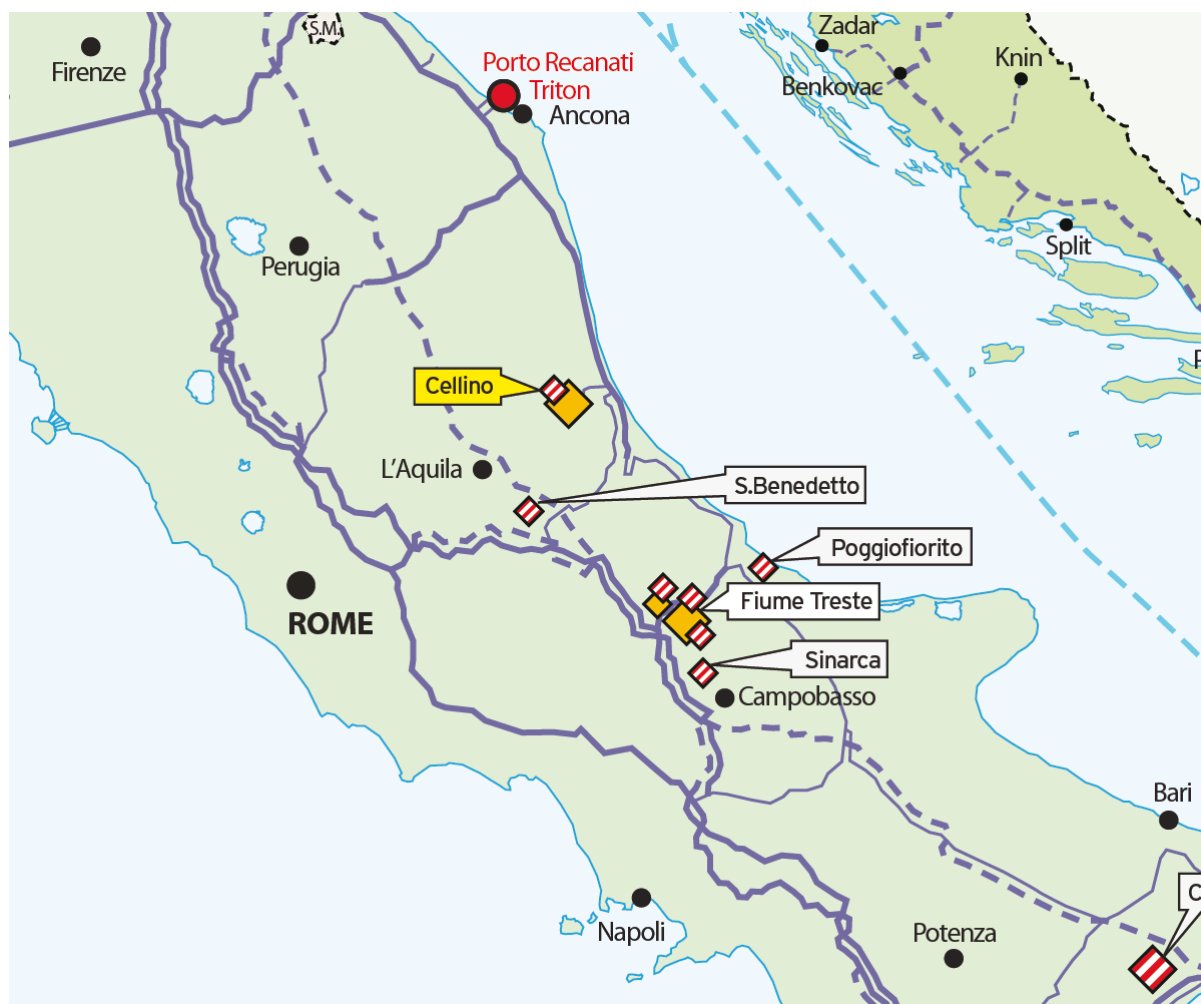 S.M.
Zadar
Firenze
Porto Recanati
Triton
Knin
Benkovac
Ancona
Split
Perugia
Cellino
L'Aquila
S.Benedetto
Poggiofiorito
ROME
Fiume Treste
Sinarca
Campobasso
Bari
Napoli
Potenza